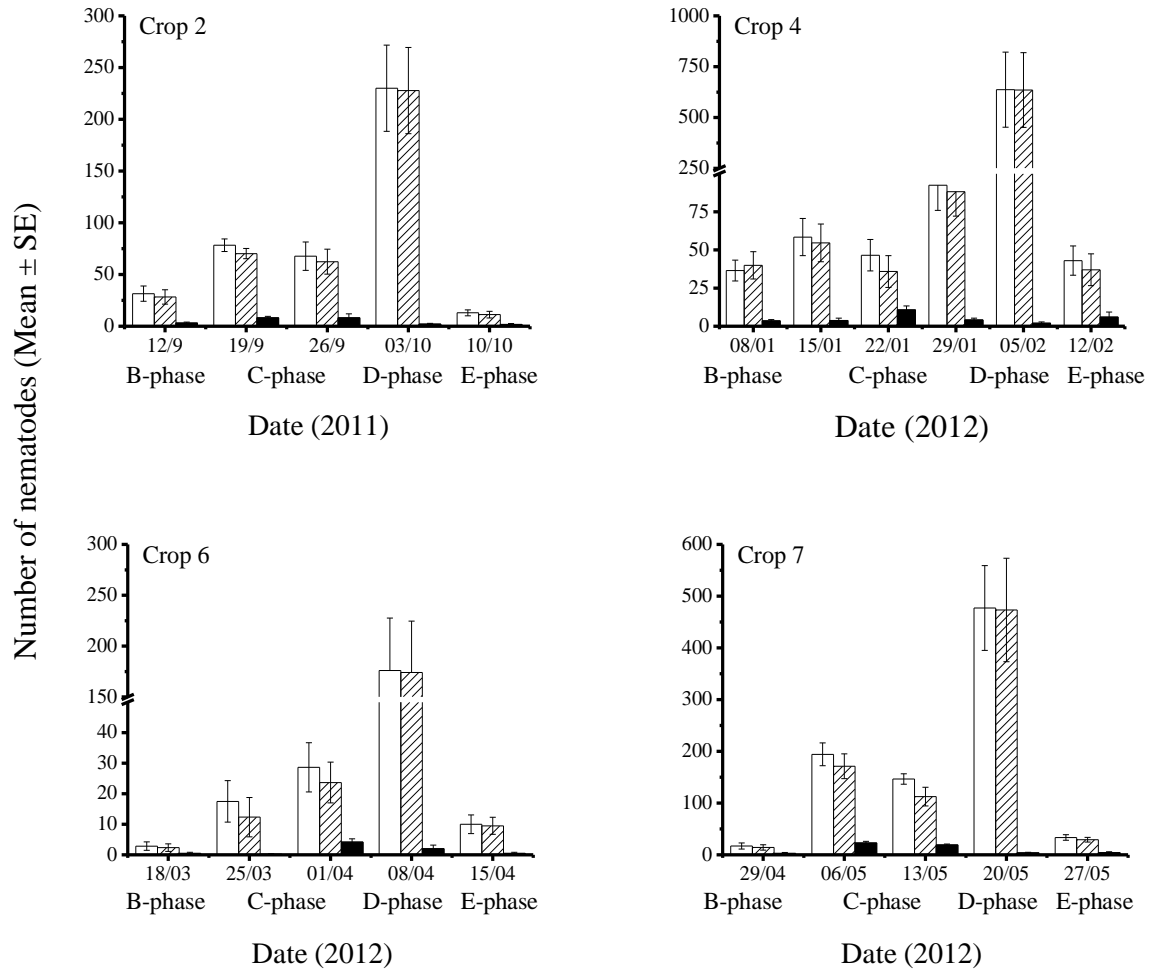 Number of nematodes (Mean ± SE)
Crop 2
300
250
200
150
100
50
0
12/9 19/9 26/9 03/10 10/10
B-phase C-phase D-phase E-phase
Date (2011)
Crop 4
1000
750
500
250
75
50
25
0
08/01 15/01 22/01 29/01 05/02 12/02
B-phase C-phase D-phase E-phase
Date (2012)
Crop 6
300
250
200
150
40
30
20
10
0
18/03 25/03 01/04 08/04 15/04
B-phase C-phase D-phase E-phase
Date (2012)
Crop 7
600
500
400
300
200
100
0
29/04 06/05 13/05 20/05 27/05
B-phase C-phase D-phase E-phase
Date (2012)